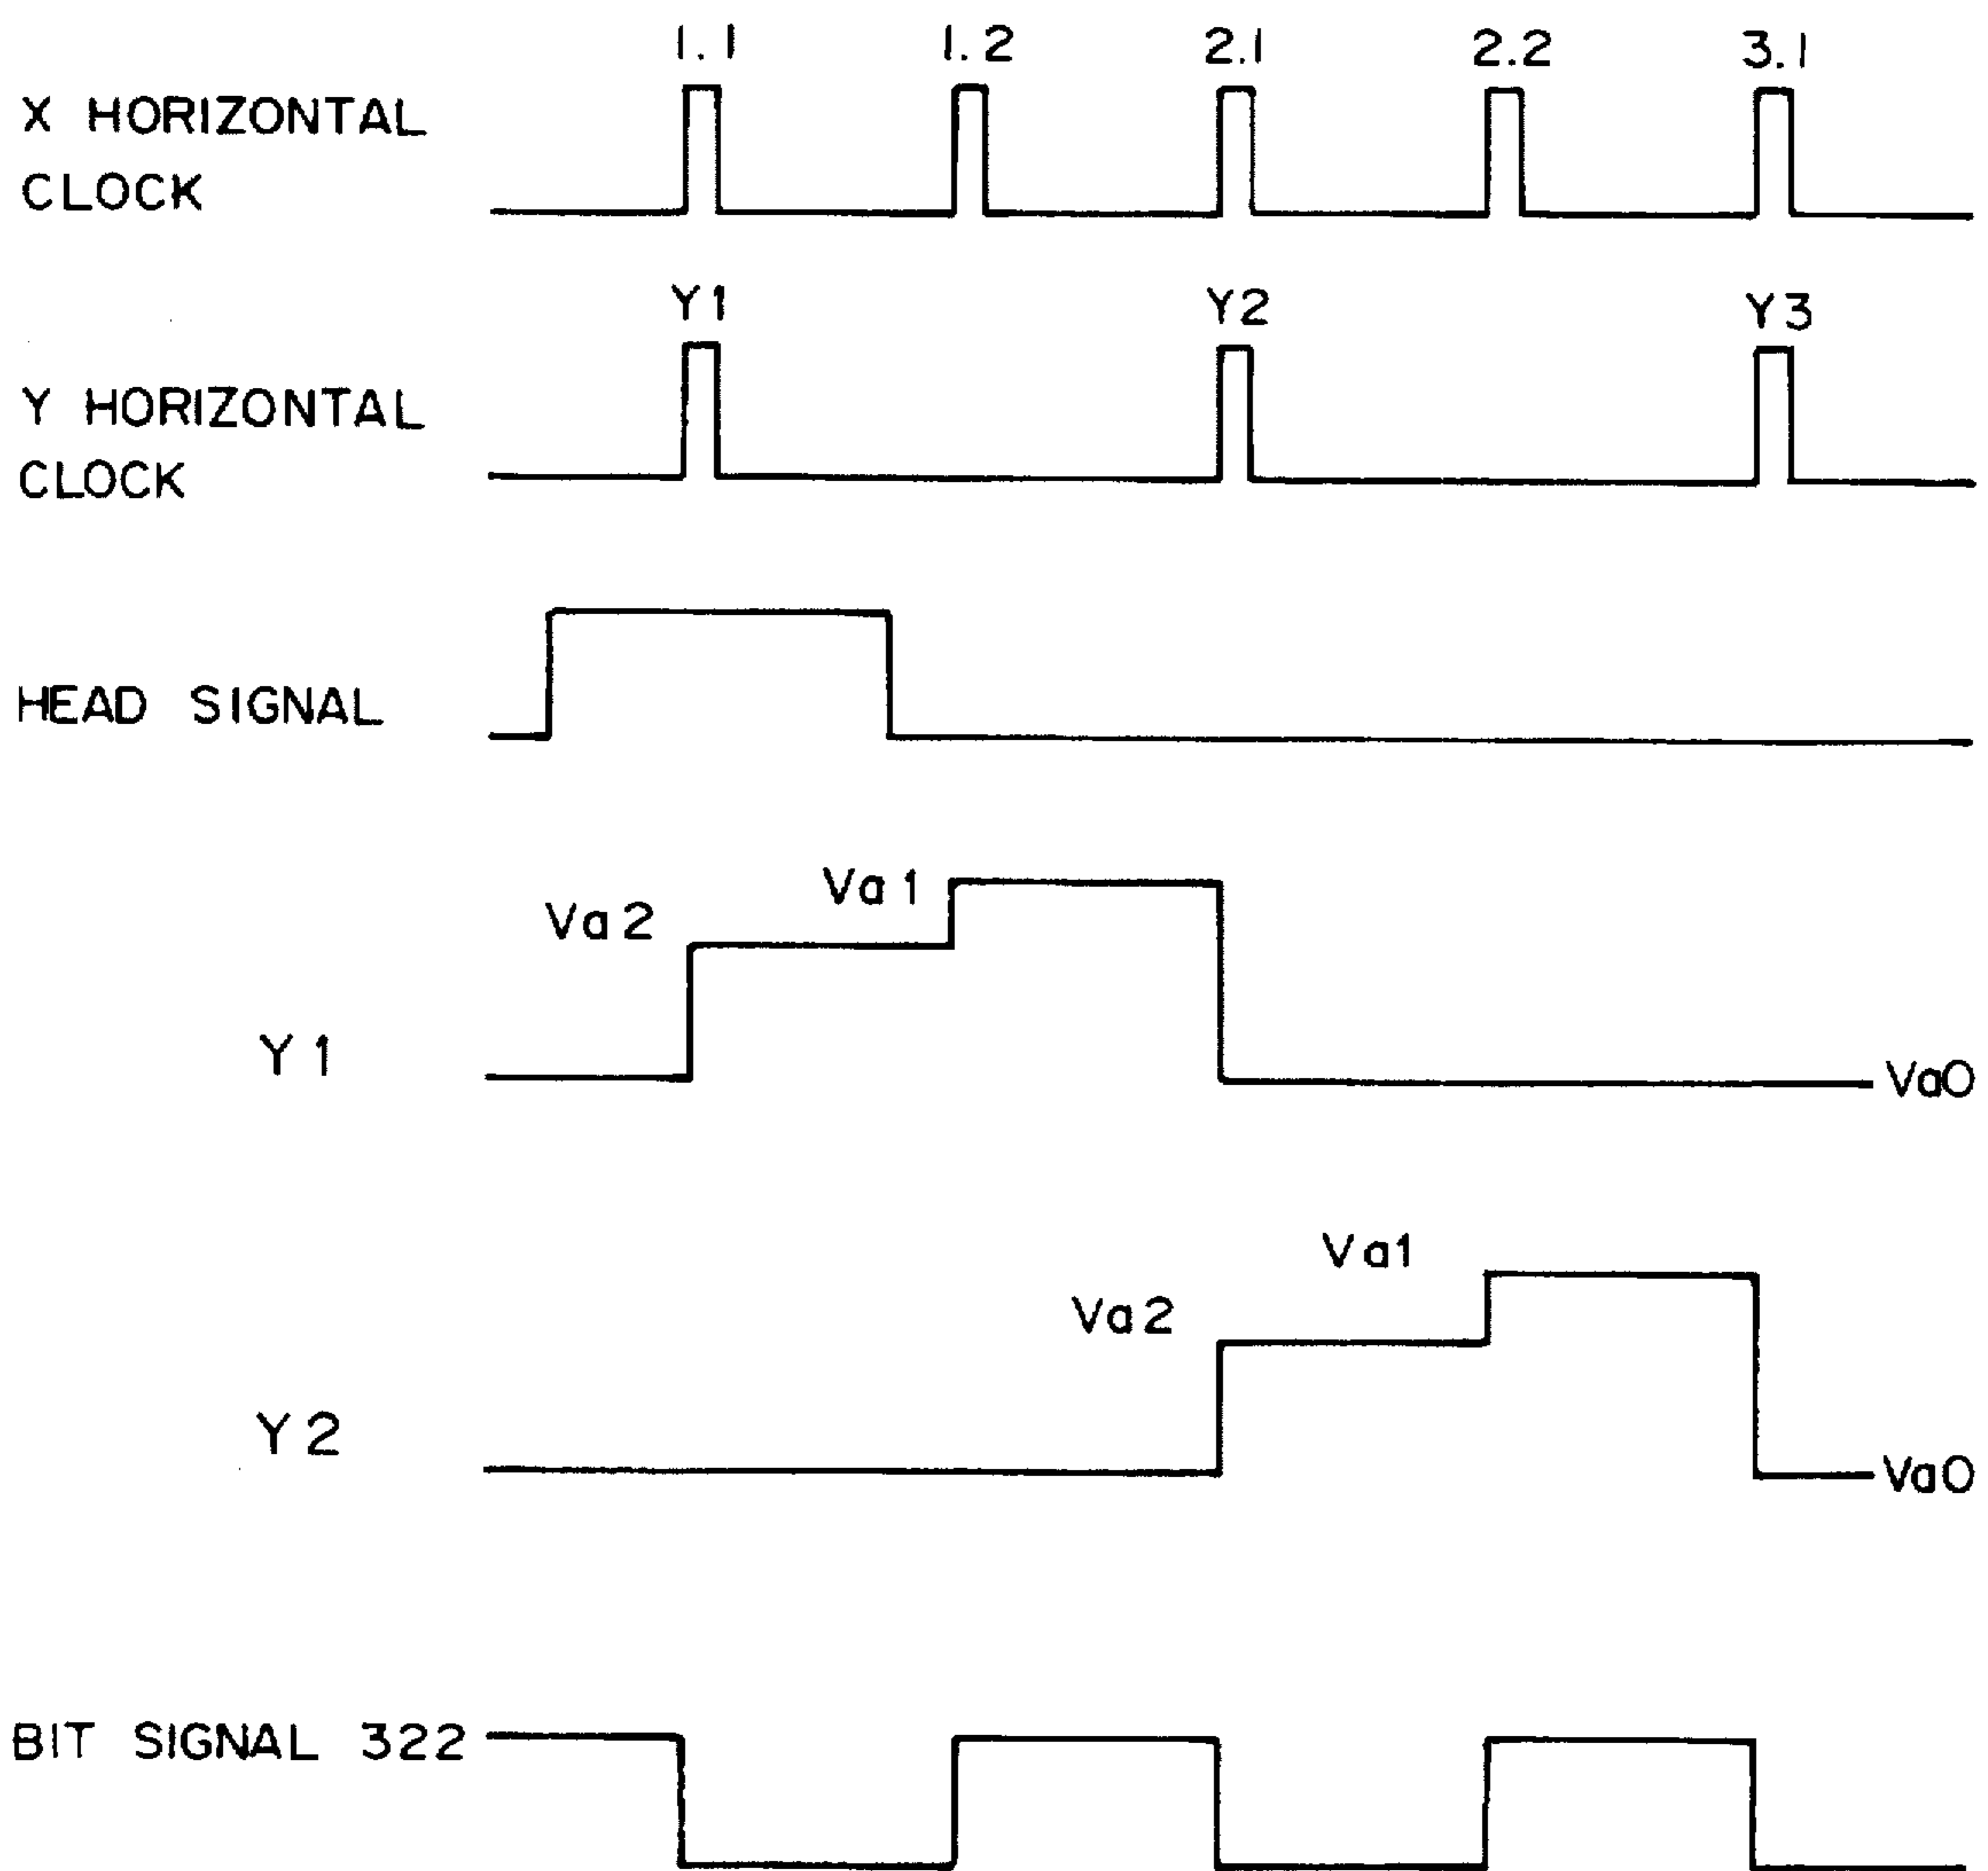 1.1 1.2 2.1 2.2 3.1
X HORIZONTAL
CLOCK
Y1 Y2 Y3
Y HORIZONTAL
CLOCK
HEAD SIGNAL
Va2 Va1
Y1 Va0
Va2 Va1
Y2 Va0
BIT SIGNAL 322